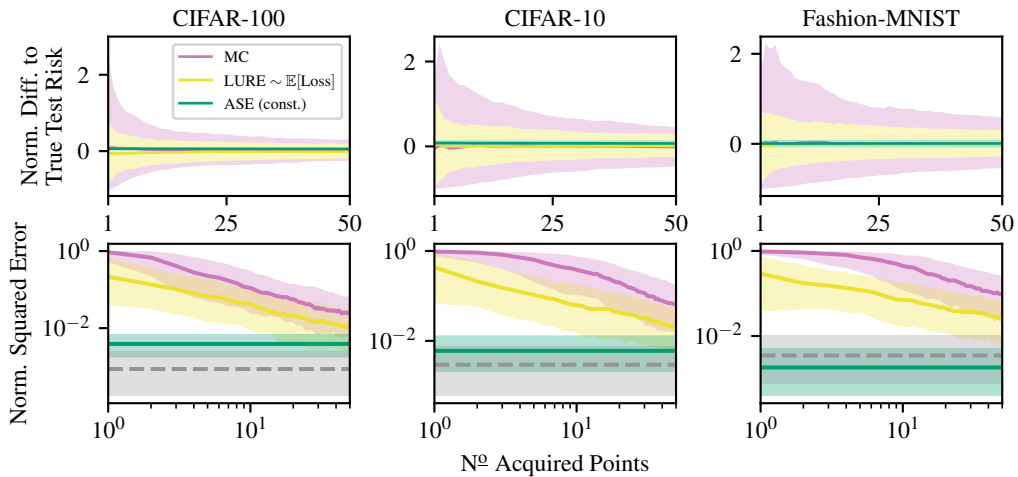 CIFAR-100
CIFAR-10
Fashion-MNIST
Norm. Diff. to
True Test Risk
2
0
MC
LURE ∼ 𝔼[Loss]
ASE (const.)
2
0
2
0
1 25 50
1 25 50
1 25 50
Norm. Squared Error
10⁰
10⁻²
10⁰
10⁻²
10⁰
10⁻²
10⁰ 10¹
10⁰ 10¹
10⁰ 10¹
Nº Acquired Points